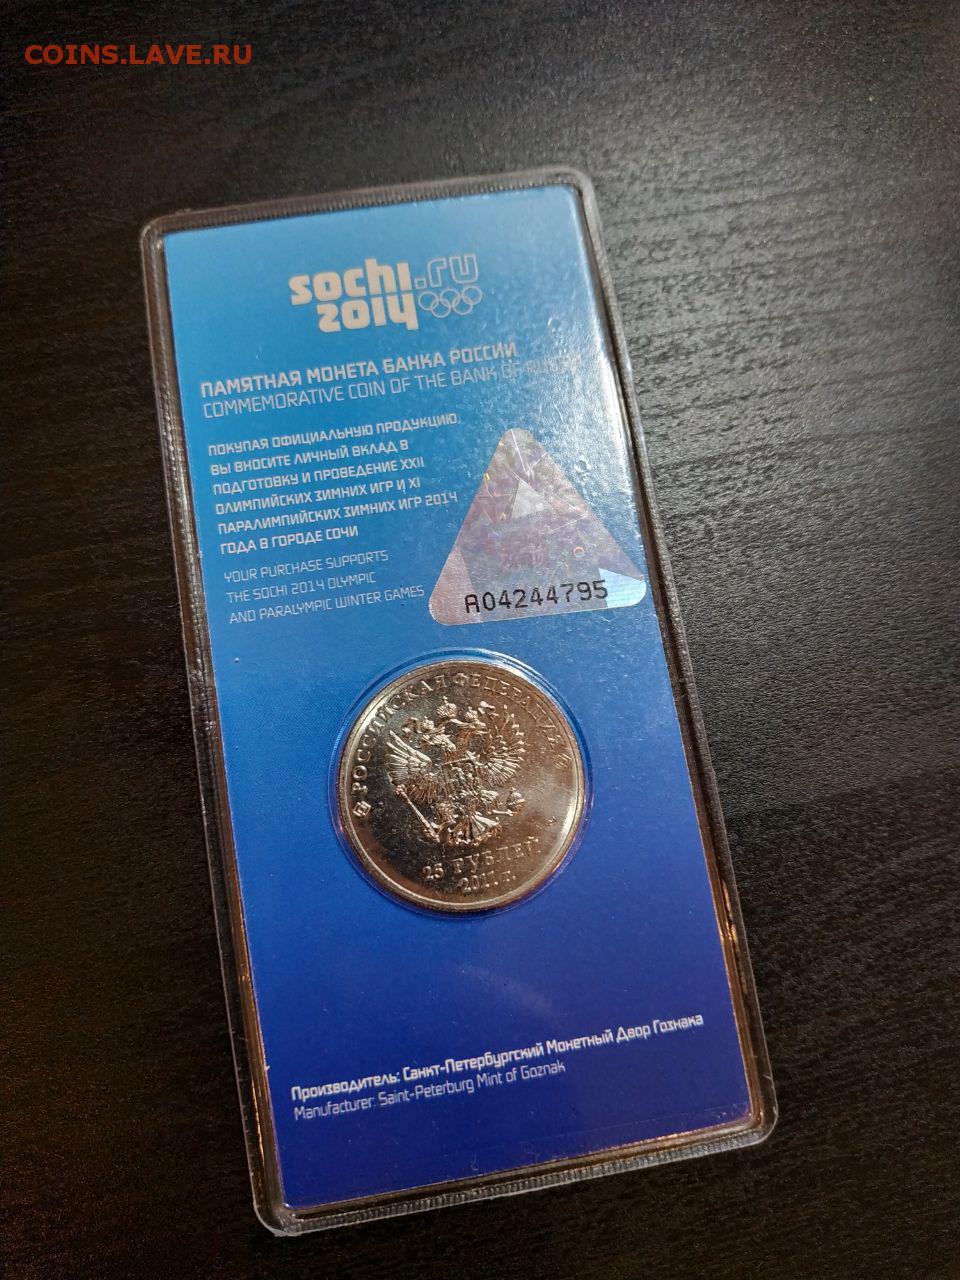 COINS.LAVE.RU
sochi.ru
2014
ПАМЯТНАЯ МОНЕТА БАНКА РОССИИ
COMMEMORATIVE COIN OF THE BANK OF RUSSIA
ПОКУПАЯ ОФИЦИАЛЬНУЮ ПРОДУКЦИЮ,
ВЫ ВНОСИТЕ ЛИЧНЫЙ ВКЛАД В
ПОДГОТОВКУ И ПРОВЕДЕНИЕ XXII
ОЛИМПИЙСКИХ ЗИМНИХ ИГР И XI
ПАРАЛИМПИЙСКИХ ЗИМНИХ ИГР 2014
ГОДА В ГОРОДЕ СОЧИ
YOUR PURCHASE SUPPORTS
THE SOCHI 2014 OLYMPIC
AND PARALYMPIC WINTER GAMES
A04244795
РОССИЙСКАЯ ФЕДЕРАЦИЯ
25 РУБЛЕЙ
2011 г.
Производитель: Санкт-Петербургский Монетный Двор Гознака
Manufacturer: Saint-Peterburg Mint of Goznak